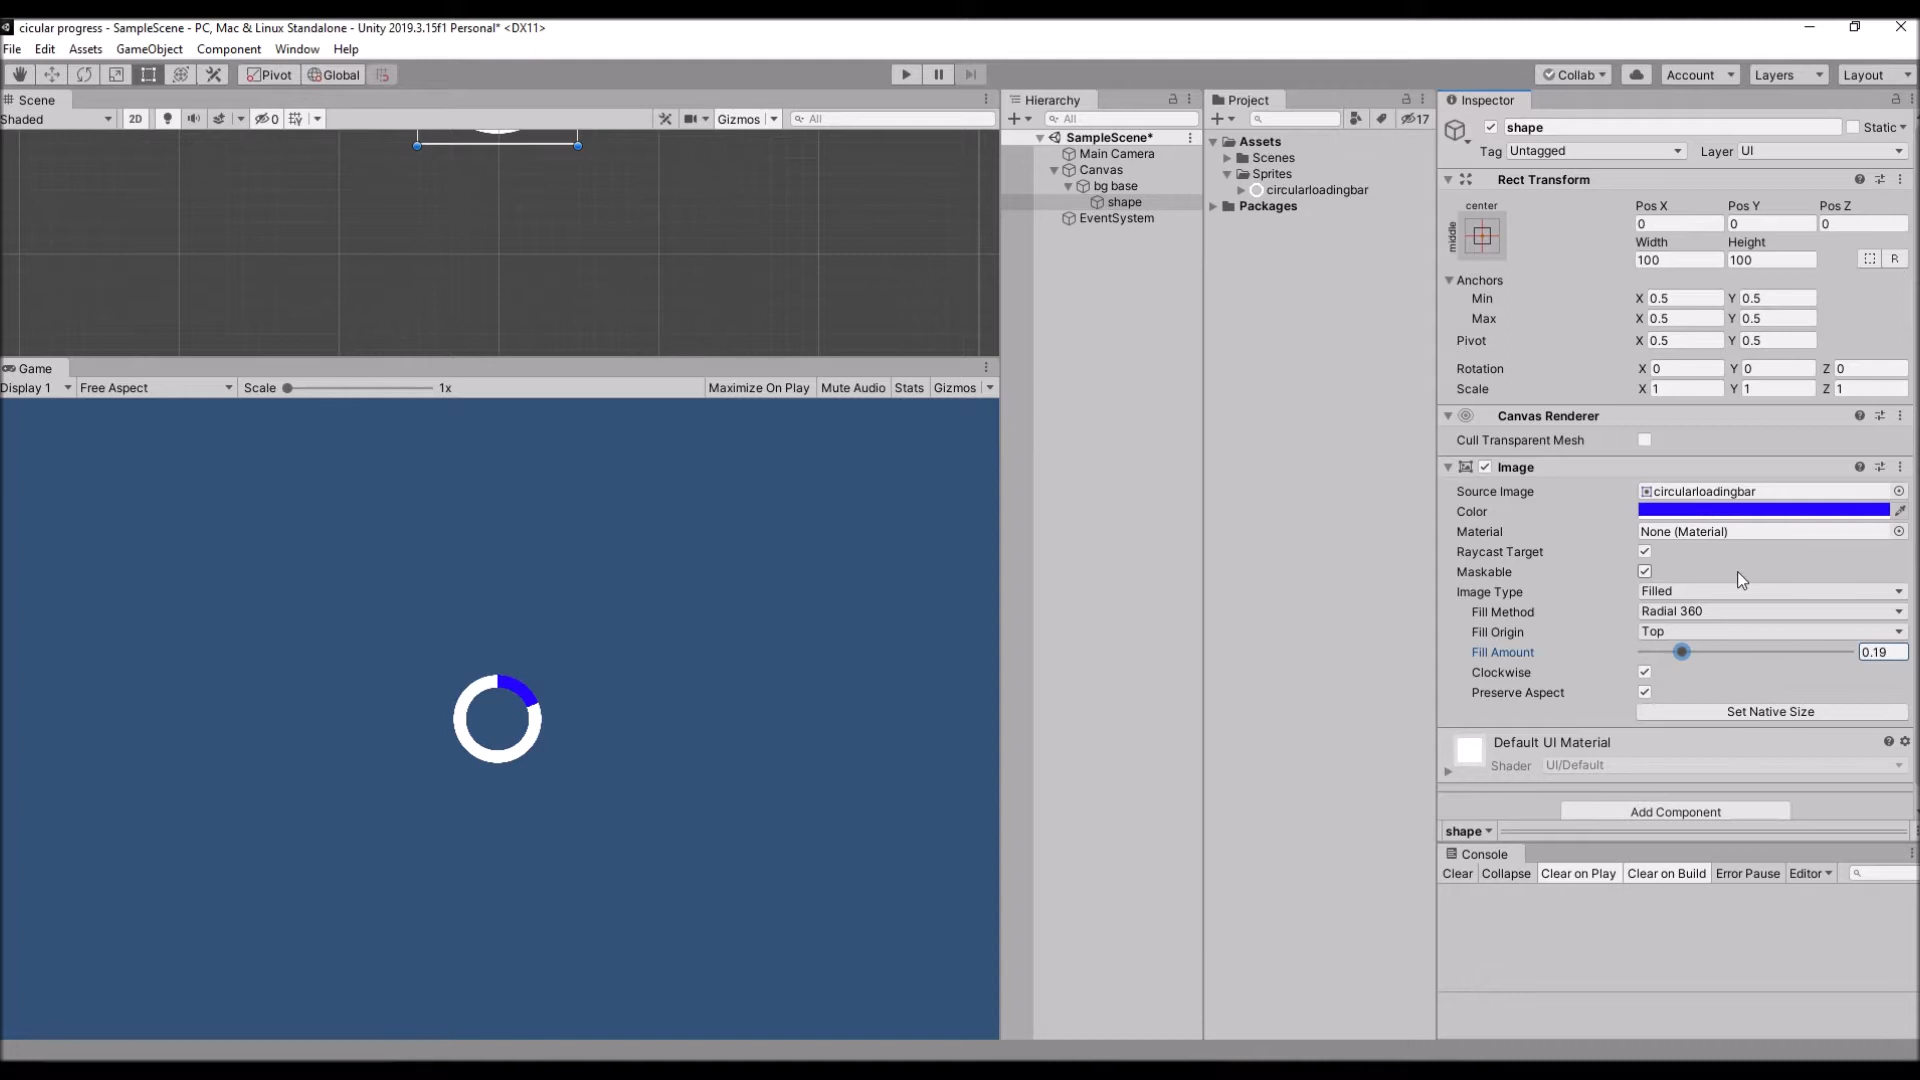 cicular progress - SampleScene - PC, Mac & Linux Standalone - Unity 2019.3.15f1 Personal* <DX11>
File Edit Assets GameObject Component Window Help
Pivot Global Collab Account Layers Layout
Scene
Shaded 2D 0 Gizmos All
Game
Display 1 Free Aspect Scale 1x Maximize On Play Mute Audio Stats Gizmos
Hierarchy
All
SampleScene*
Main Camera
Canvas
bg base
shape
EventSystem
Project
17
Assets
Scenes
Sprites
circularloadingbar
Packages
Inspector
shape Static
Tag Untagged Layer UI
Rect Transform
center Pos X Pos Y Pos Z
middle 0 0 0
Width Height
100 100 R
Anchors
Min X 0.5 Y 0.5
Max X 0.5 Y 0.5
Pivot X 0.5 Y 0.5
Rotation X 0 Y 0 Z 0
Scale X 1 Y 1 Z 1
Canvas Renderer
Cull Transparent Mesh
Image
Source Image circularloadingbar
Color
Material None (Material)
Raycast Target
Maskable
Image Type Filled
Fill Method Radial 360
Fill Origin Top
Fill Amount 0.19
Clockwise
Preserve Aspect
Set Native Size
Default UI Material
Shader UI/Default
Add Component
shape
Console
Clear Collapse Clear on Play Clear on Build Error Pause Editor